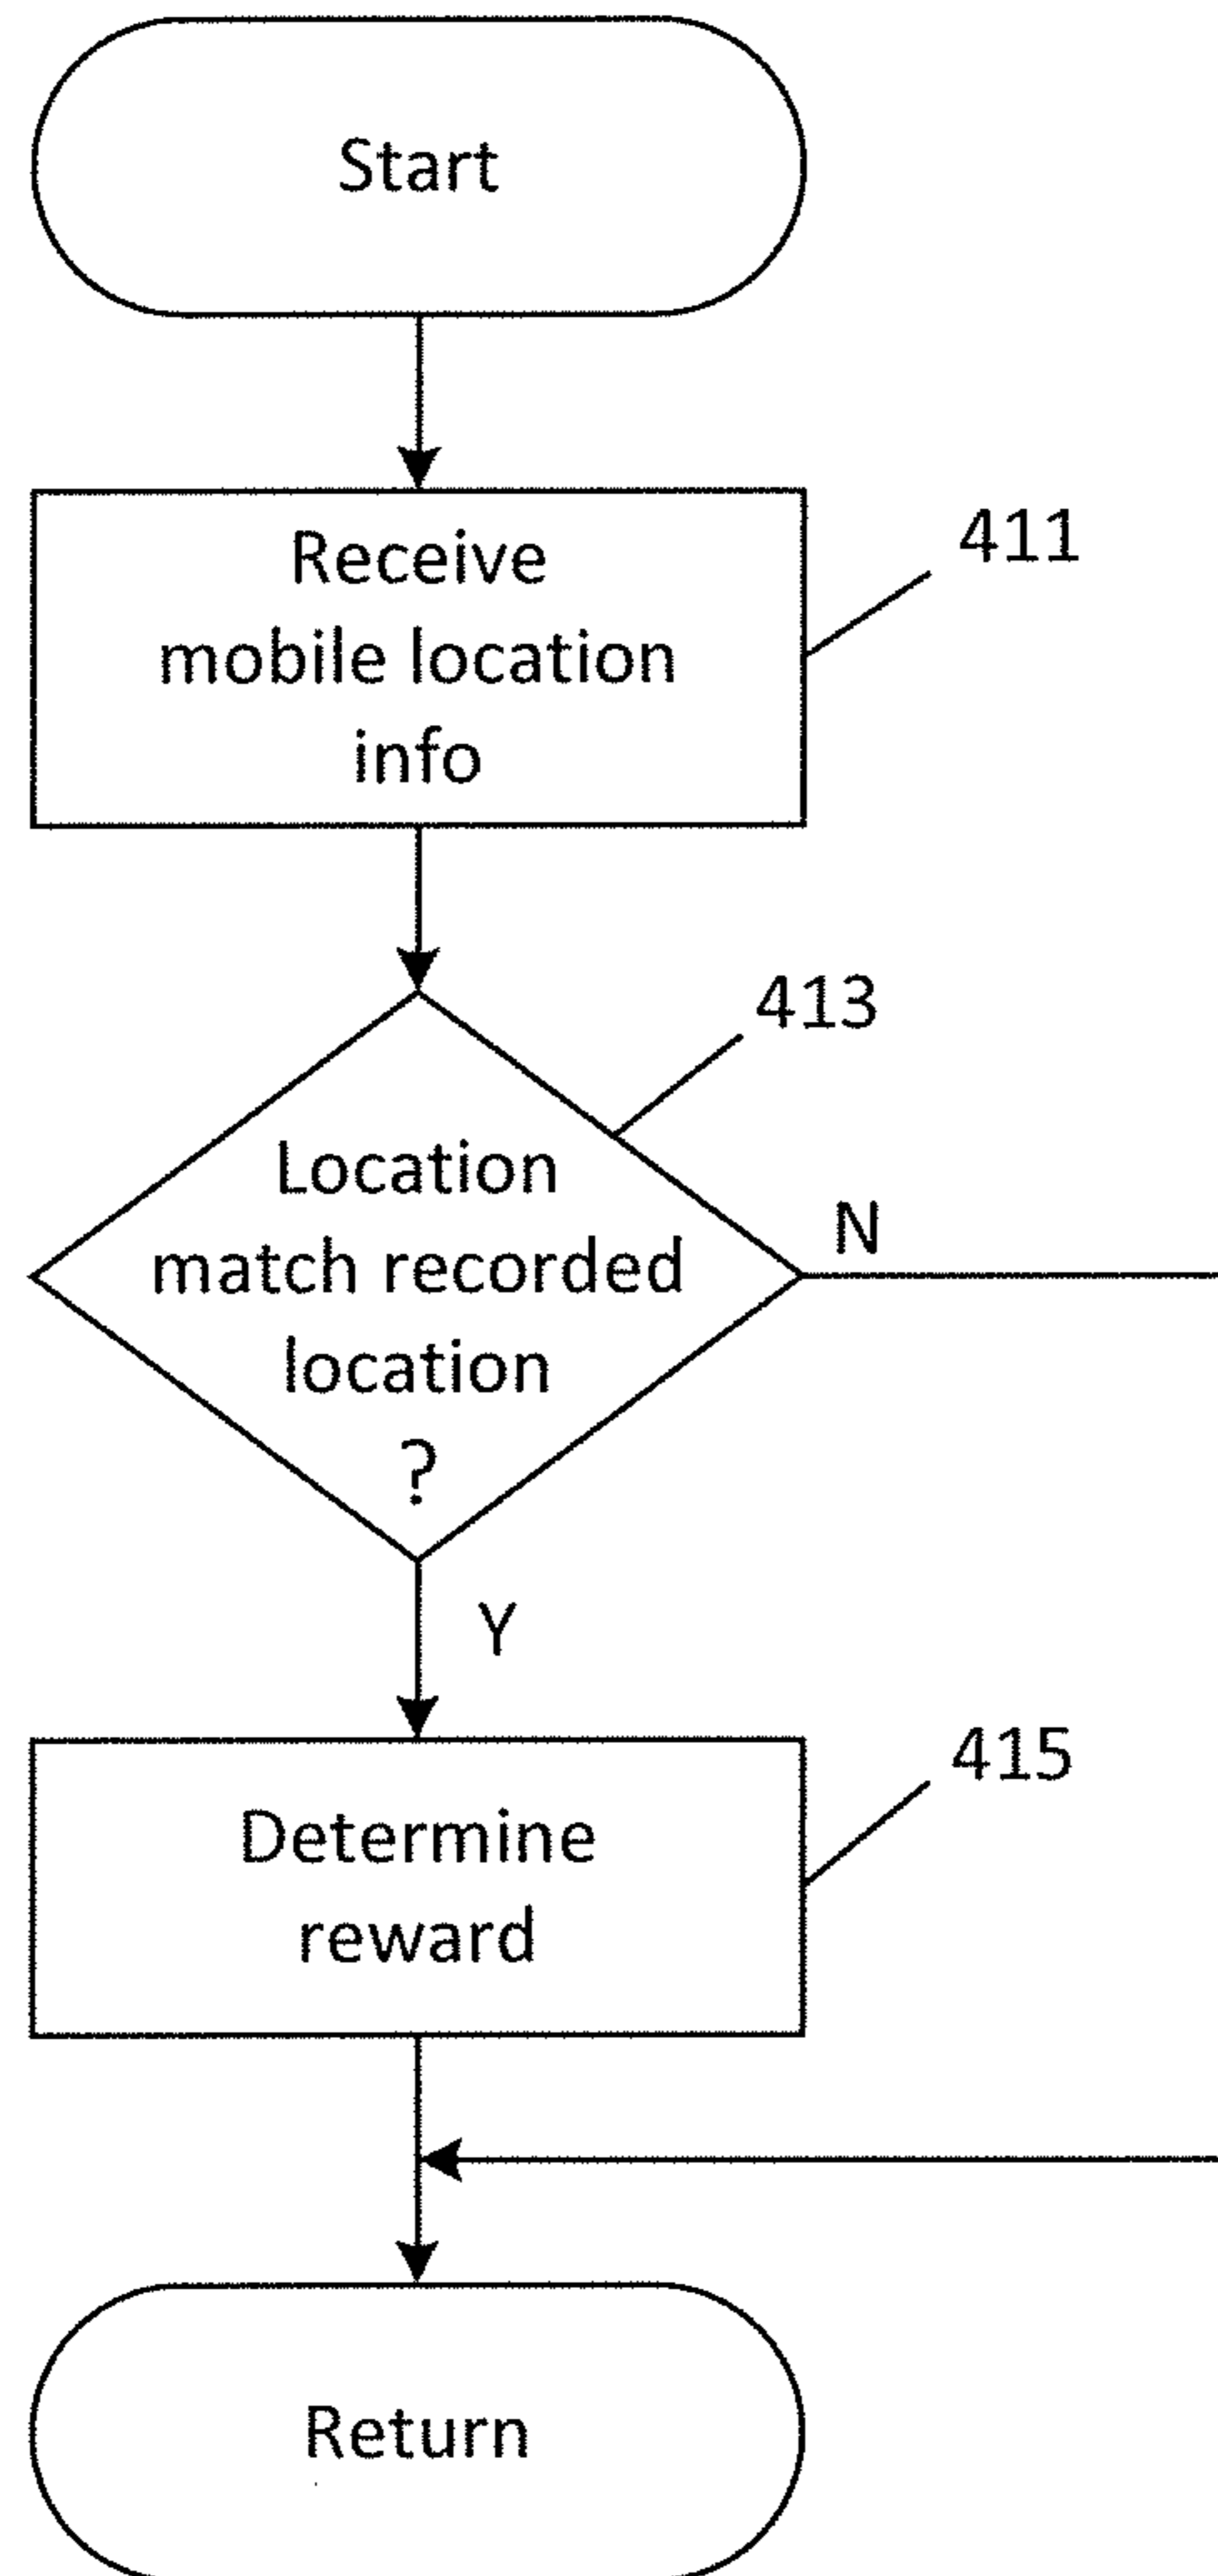 Start
Receive
mobile location
info
411
413
Location
match recorded
location
?
N
Y
415
Determine
reward
Return